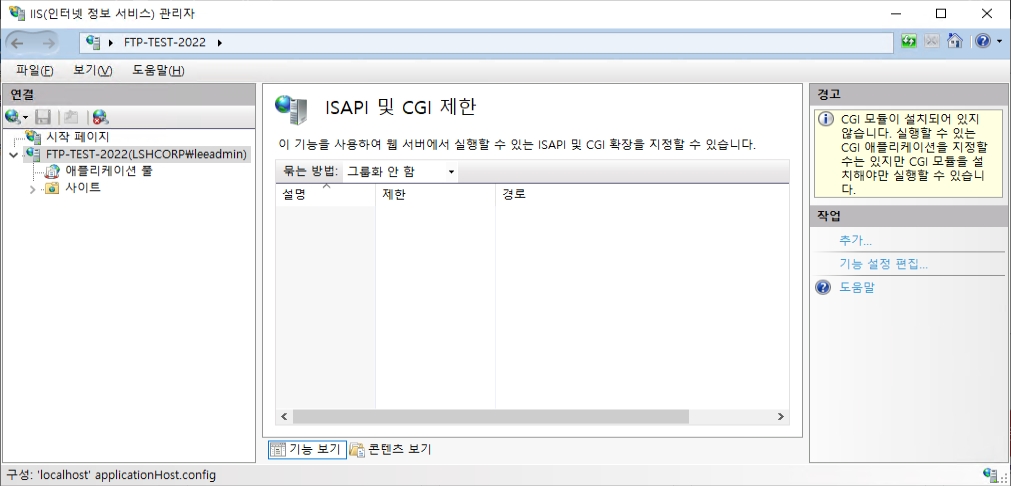 IIS(인터넷 정보 서비스) 관리자
FTP-TEST-2022
파일(F) 보기(V) 도움말(H)
연결
시작 페이지
FTP-TEST-2022(LSHCORP₩leeadmin)
애플리케이션 풀
사이트
ISAPI 및 CGI 제한
이 기능을 사용하여 웹 서버에서 실행할 수 있는 ISAPI 및 CGI 확장을 지정할 수 있습니다.
묶는 방법: 그룹화 안 함
설명 제한 경로
기능 보기 콘텐츠 보기
경고
CGI 모듈이 설치되어 있지
않습니다. 실행할 수 있는
CGI 애플리케이션을 지정할
수는 있지만 CGI 모듈을 설
치해야만 실행할 수 있습니
다.
작업
추가...
기능 설정 편집...
도움말
구성: 'localhost' applicationHost.config